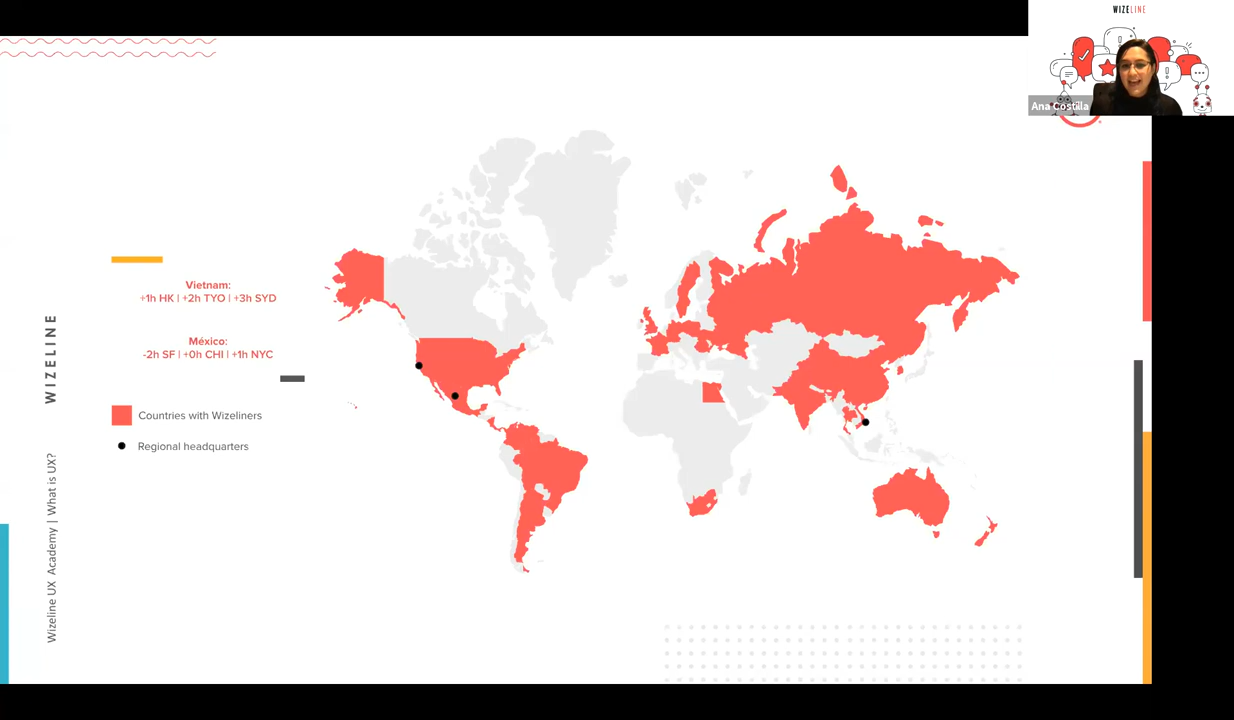 WIZELINE
Ana Costilla
Vietnam:
+1h HK | +2h TYO | +3h SYD
México:
-2h SF | +0h CHI | +1h NYC
Countries with Wizeliners
Regional headquarters
WIZELINE
Wizeline UX Academy | What is UX?